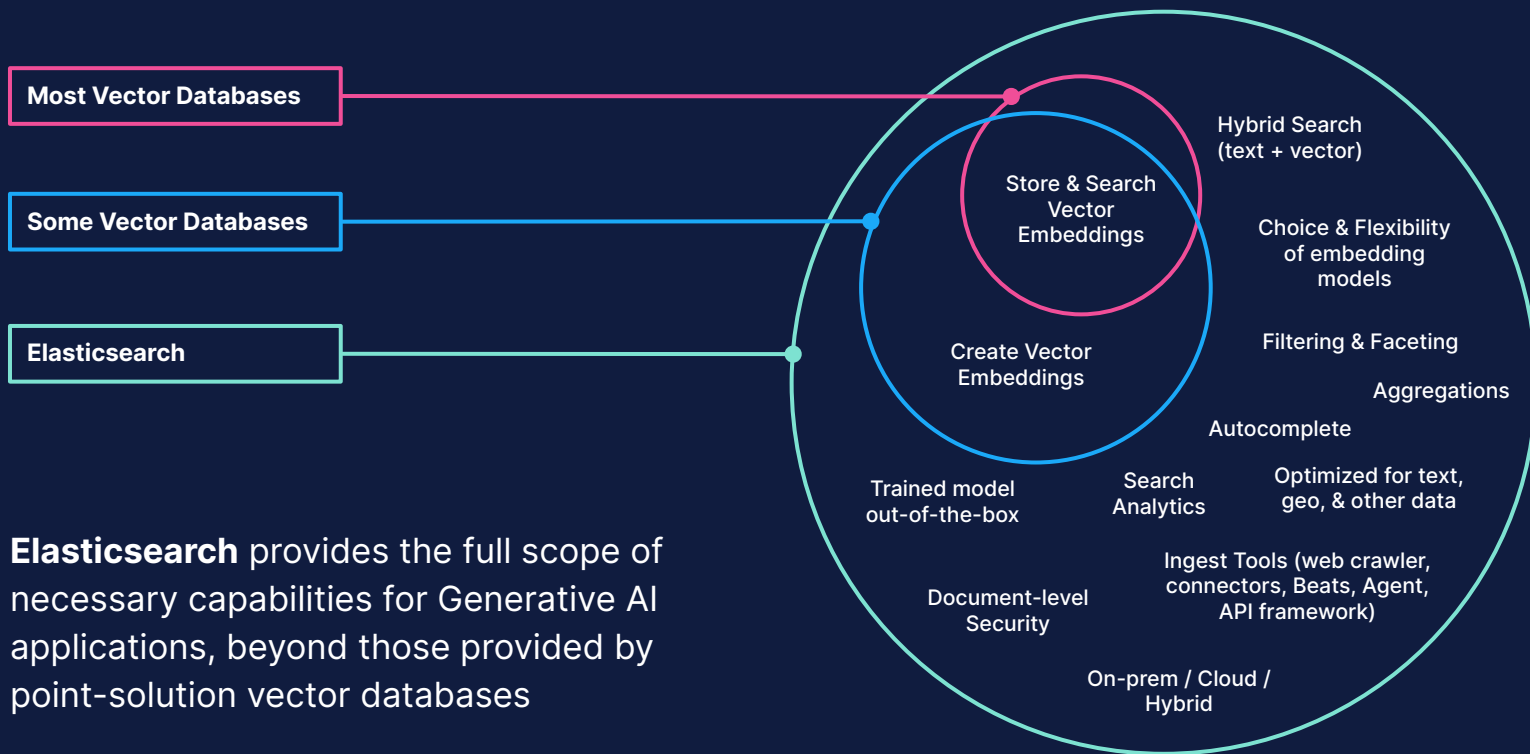 Most Vector Databases
Some Vector Databases
Elasticsearch
Elasticsearch provides the full scope of
necessary capabilities for Generative AI
applications, beyond those provided by
point-solution vector databases
Store & Search
Vector
Embeddings
Create Vector
Embeddings
Hybrid Search
(text + vector)
Choice & Flexibility
of embedding
models
Filtering & Faceting
Aggregations
Autocomplete
Optimized for text,
geo, & other data
Search
Analytics
Trained model
out-of-the-box
Ingest Tools (web crawler,
connectors, Beats, Agent,
API framework)
Document-level
Security
On-prem / Cloud /
Hybrid